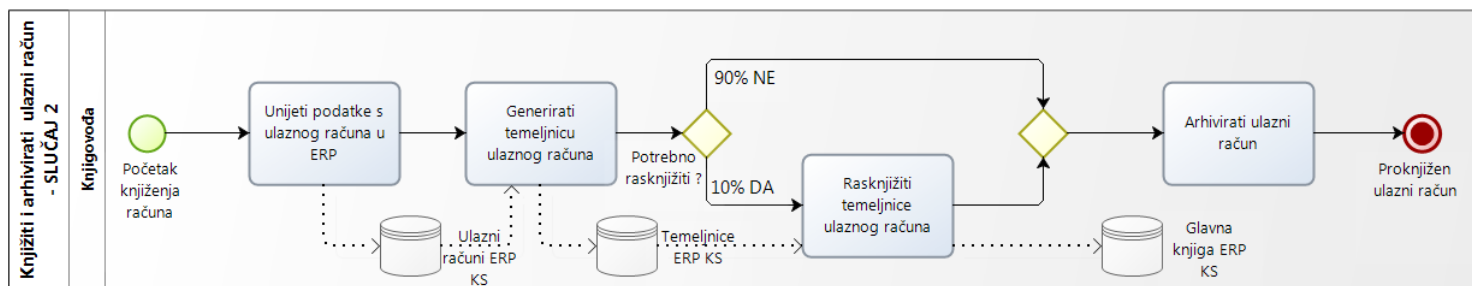 Knjižiti i arhivirati ulazni račun
- SLUČAJ 2
Knjigovođa
Početak
knjiženja
računa
Unijeti podatke s
ulaznog računa u
ERP
Ulazni
računi ERP
KS
Generirati
temeljnicu
ulaznog računa
Temeljnice
ERP KS
Potrebno
rasknjižiti ?
90% NE
10% DA
Rasknjižiti
temeljnice
ulaznog računa
Glavna
knjiga ERP
KS
Arhivirati ulazni
račun
Proknjižen
ulazni račun